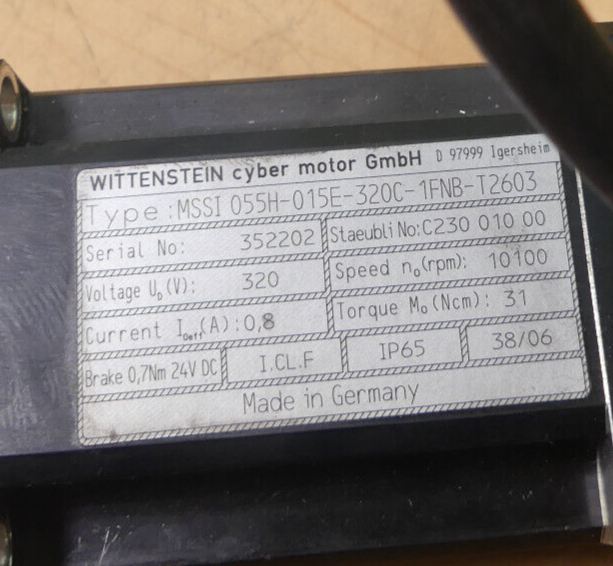 WITTENSTEIN cyber motor GmbH D 97999 Igersheim
Type:MSSI 055H-015E-320C-1FNB-T2603
Serial No: 352202 Staeubli No:C230 010 00
Voltage U₀(V): 320 Speed n₀(rpm): 10100
Current I₀eff(A):0,8 Torque M₀(Ncm): 31
Brake 0,7Nm 24V DC I.CL.F IP65 38/06
Made in Germany